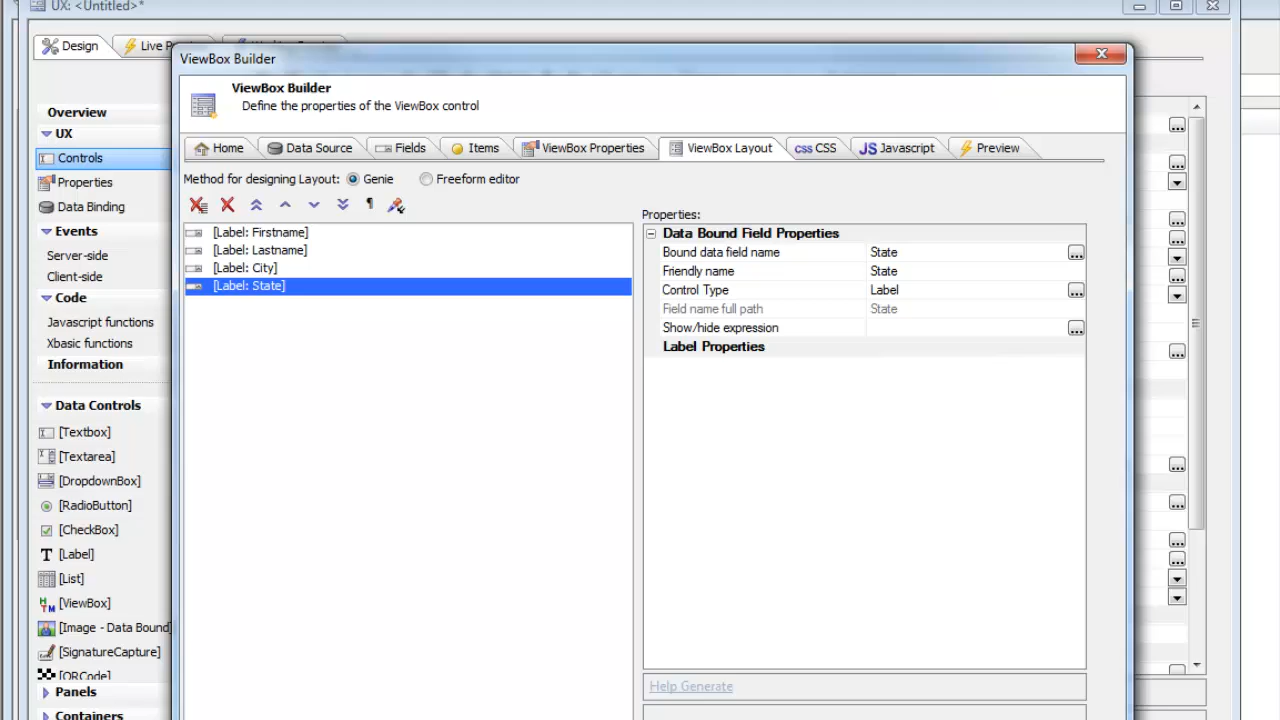 UX: <Untitled>*
Design
Live
ViewBox Builder
ViewBox Builder
Define the properties of the ViewBox control
Home
Data Source
Fields
Items
ViewBox Properties
ViewBox Layout
css CSS
JS Javascript
Preview
Method for designing Layout:
Genie
Freeform editor
Overview
UX
Controls
Properties
Data Binding
Events
Server-side
Client-side
Code
Javascript functions
Xbasic functions
Information
Data Controls
[Textbox]
[Textarea]
[DropdownBox]
[RadioButton]
[CheckBox]
[Label]
[List]
[ViewBox]
[Image - Data Bound]
[SignatureCapture]
[QRCode]
Panels
Containers
[Label: Firstname]
[Label: Lastname]
[Label: City]
[Label: State]
Properties:
Data Bound Field Properties
Bound data field name State
Friendly name State
Control Type Label
Field name full path State
Show/hide expression
Label Properties
Help Generate